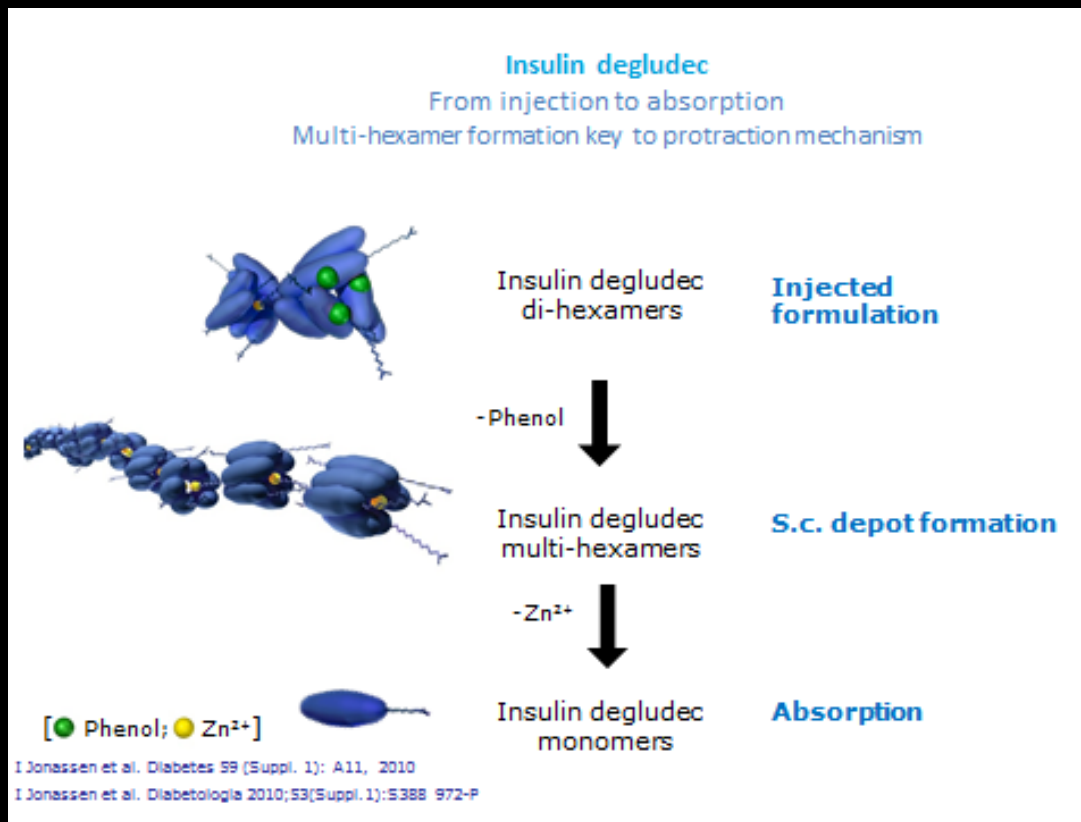 Insulin degludec
From injection to absorption
Multi-hexamer formation key to protraction mechanism
Insulin degludec
di-hexamers
Injected
formulation
-Phenol
Insulin degludec
multi-hexamers
S.c. depot formation
-Zn²⁺
Insulin degludec
monomers
Absorption
[ Phenol; Zn²⁺]
I Jonassen et al. Diabetes 59 (Suppl. 1): A11, 2010
I Jonassen et al. Diabetologia 2010;53(Suppl.1):S388 972-P